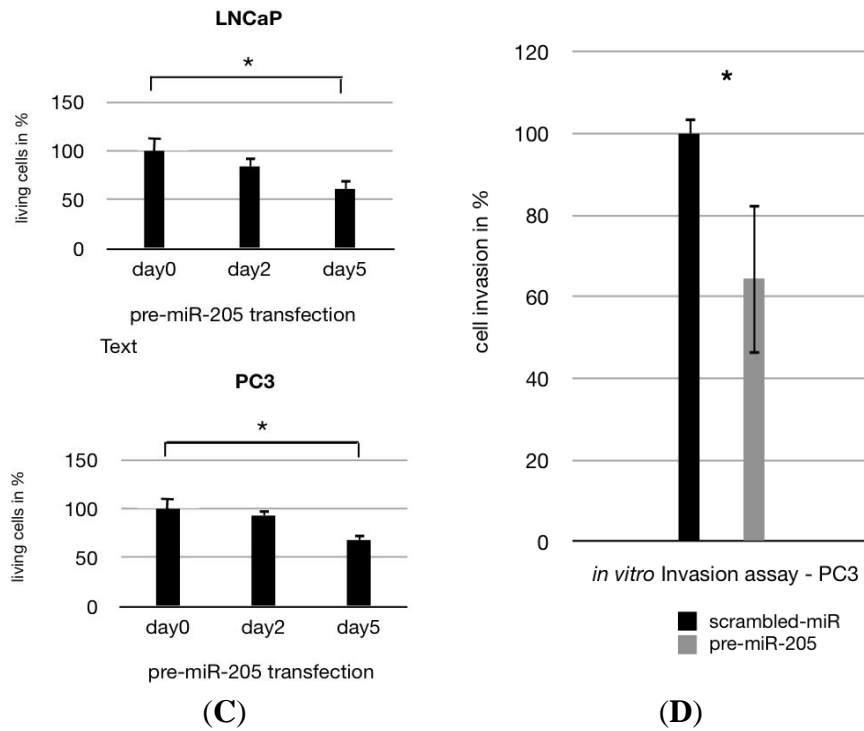 LNCaP
*
living cells in %
150
100
50
0
day0 day2 day5
pre-miR-205 transfection
Text
PC3
*
living cells in %
150
100
50
0
day0 day2 day5
pre-miR-205 transfection
(C)
120
*
100
80
60
40
20
0
cell invasion in %
in vitro Invasion assay - PC3
scrambled-miR
pre-miR-205
(D)